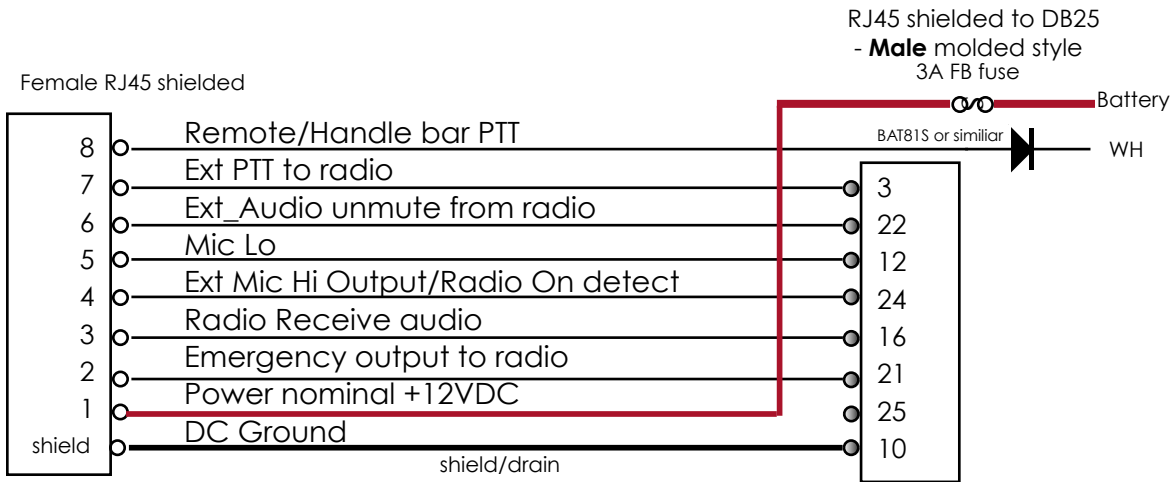 RJ45 shielded to DB25
- Male molded style
3A FB fuse
Female RJ45 shielded
Battery
8 Remote/Handle bar PTT BAT81S or similiar WH
7 Ext PTT to radio 3
6 Ext_Audio unmute from radio 22
5 Mic Lo 12
4 Ext Mic Hi Output/Radio On detect 24
3 Radio Receive audio 16
2 Emergency output to radio 21
1 Power nominal +12VDC 25
shield DC Ground 10
shield/drain